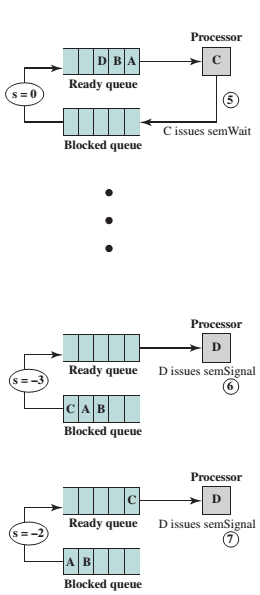 Processor
D B A
C
Ready queue
s = 0
5
C issues semWait
Blocked queue
Processor
D
Ready queue
D issues semSignal
s = –3
6
C A B
Blocked queue
Processor
C
D
Ready queue
D issues semSignal
s = –2
7
A B
Blocked queue